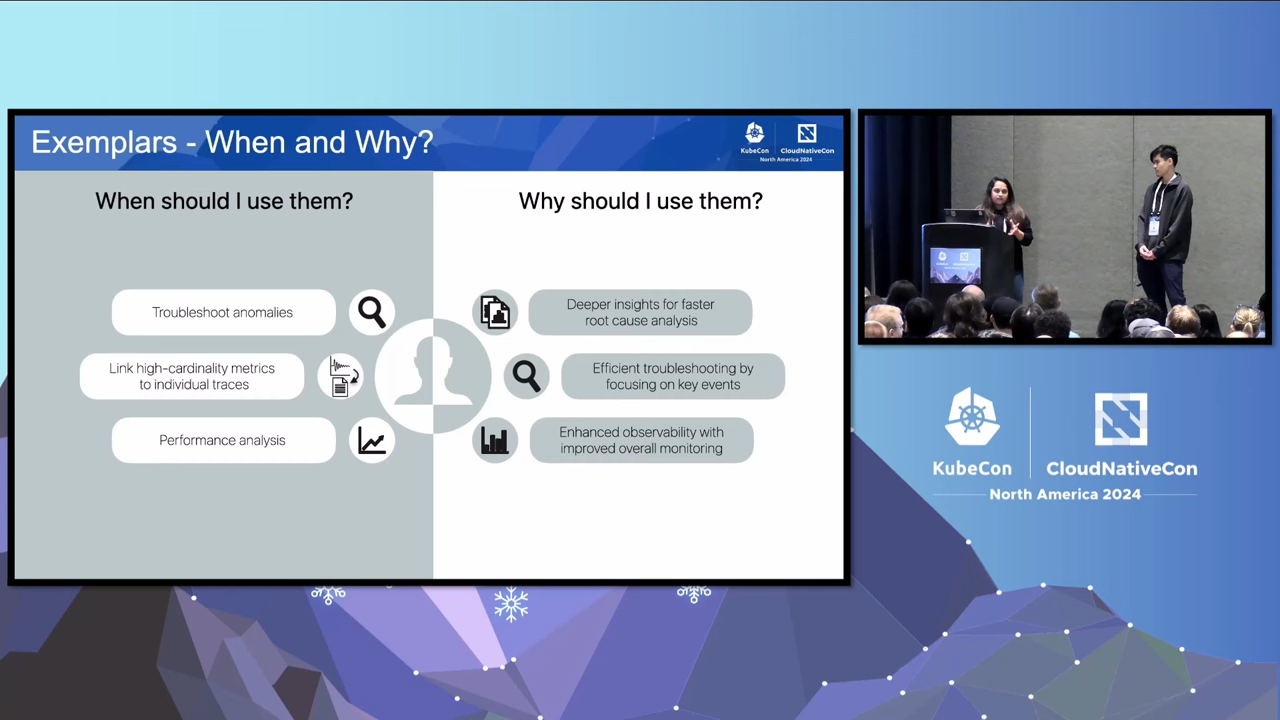 Exemplars - When and Why?
KubeCon
CloudNativeCon
North America 2024
When should I use them?
Troubleshoot anomalies
Link high-cardinality metrics
to individual traces
Performance analysis
Why should I use them?
Deeper insights for faster
root cause analysis
Efficient troubleshooting by
focusing on key events
Enhanced observability with
improved overall monitoring
KubeCon
CloudNativeCon
North America 2024